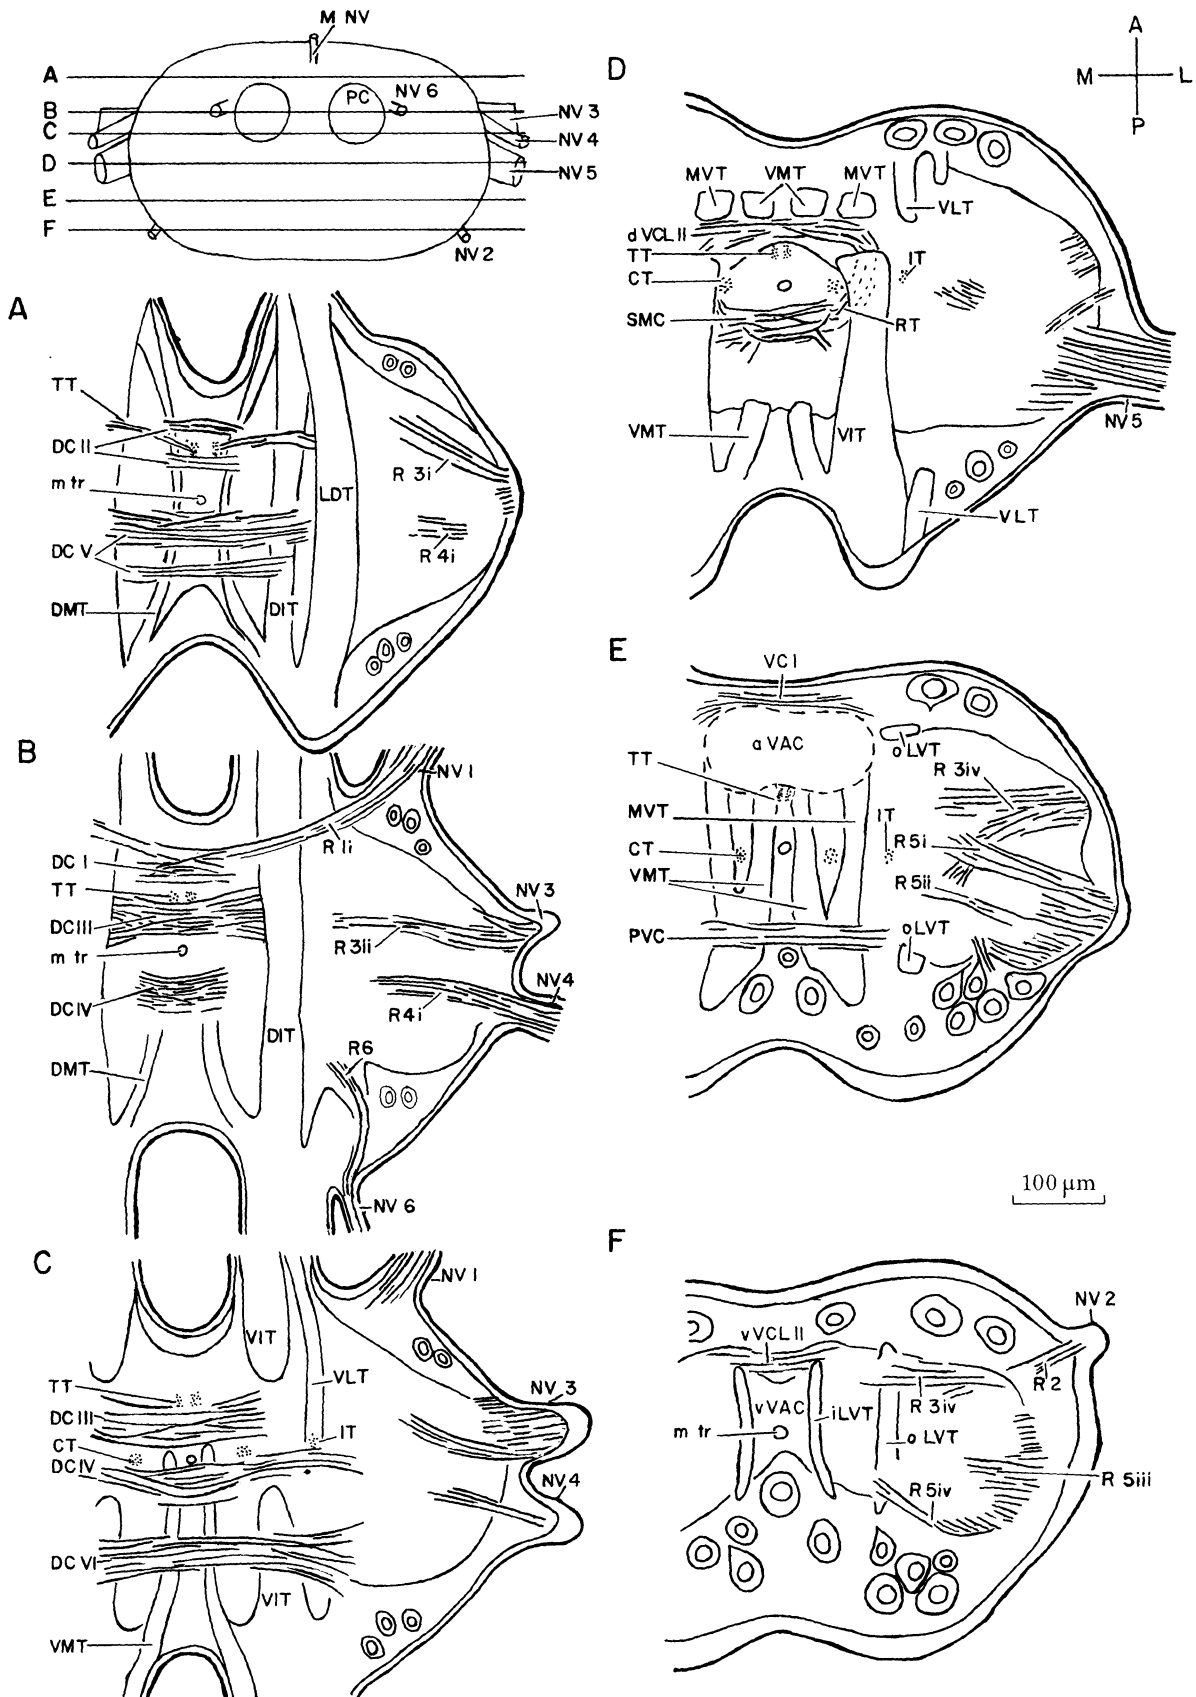 M NV
A
B
C
D
E
F
PC
NV 6
NV 3
NV 4
NV 5
NV 2
A
TT
DC II
m tr
DC V
DMT
DIT
LDT
R 3i
R 4i
B
NV 1
R 1i
DC I
TT
DC III
m tr
DC IV
DMT
DIT
NV 3
R 3ii
NV 4
R4 i
R6
NV 6
C
NV 1
VIT
VLT
TT
DC III
CT
DC IV
IT
NV 3
NV 4
DC VI
VIT
VMT
D
A
M L
P
MVT VMT MVT
VLT
d VCL II
TT
CT
IT
SMC
RT
VMT
VIT
NV 5
VLT
E
VC I
a VAC
o LVT
TT
R 3iv
MVT
IT
CT
R 5i
VMT
R 5ii
PVC
o LVT
100 µm
F
NV 2
v VCL II
R 2
R 3iv
v VAC
i LVT
m tr
o LVT
R 5iii
R 5iv